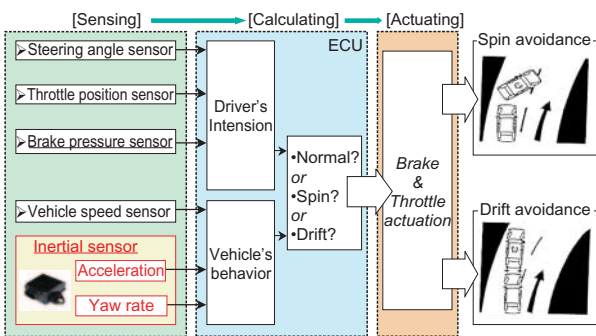 [Sensing]
[Calculating]
[Actuating]
ECU
➢Steering angle sensor
➢Throttle position sensor
➢Brake pressure sensor
➢Vehicle speed sensor
Inertial sensor
Acceleration
Yaw rate
Driver's
Intension
Vehicle's
behavior
•Normal?
or
•Spin?
or
•Drift?
Brake
&
Throttle
actuation
Spin avoidance
Drift avoidance